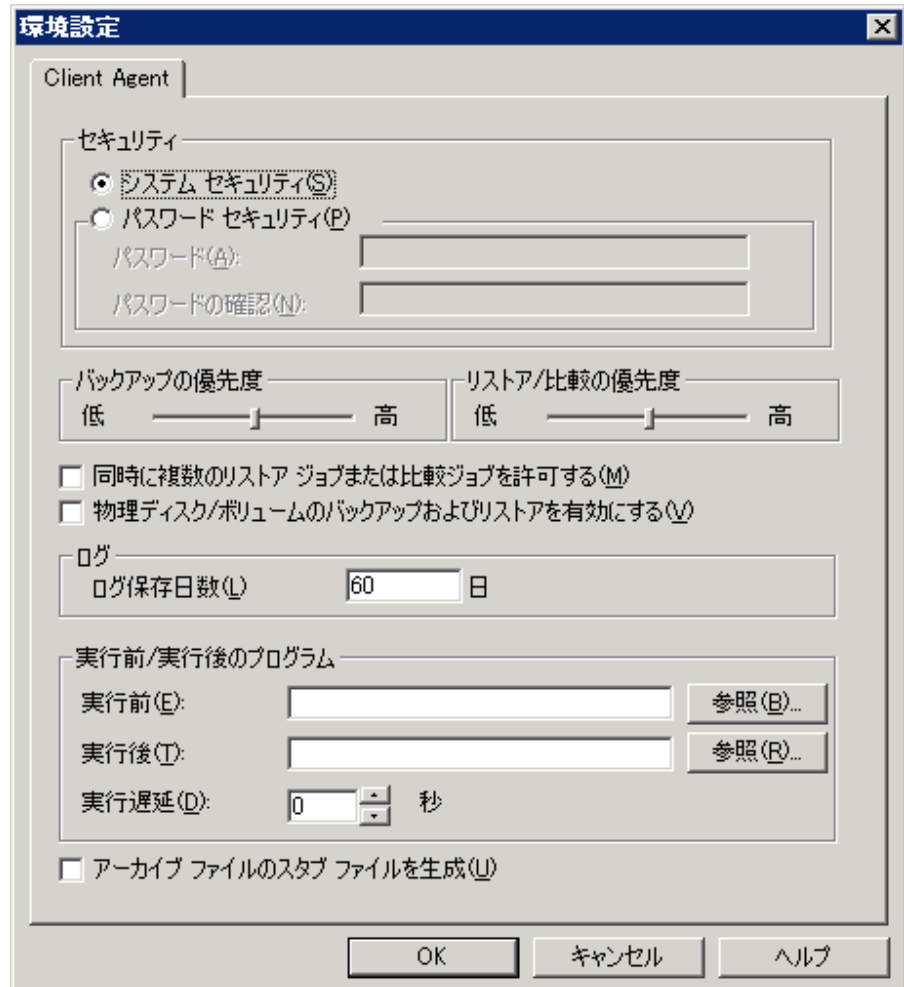 環境設定
Client Agent
セキュリティ
システム セキュリティ(S)
パスワード セキュリティ(P)
パスワード(A):
パスワードの確認(N):
バックアップの優先度 リストア/比較の優先度
低 高 低 高
同時に複数のリストア ジョブまたは比較ジョブを許可する(M)
物理ディスク/ボリュームのバックアップおよびリストアを有効にする(V)
ログ
ログ保存日数(L) 60 日
実行前/実行後のプログラム
実行前(E): 参照(B)...
実行後(T): 参照(R)...
実行遅延(D): 0 秒
アーカイブ ファイルのスタブ ファイルを生成(U)
OK キャンセル ヘルプ